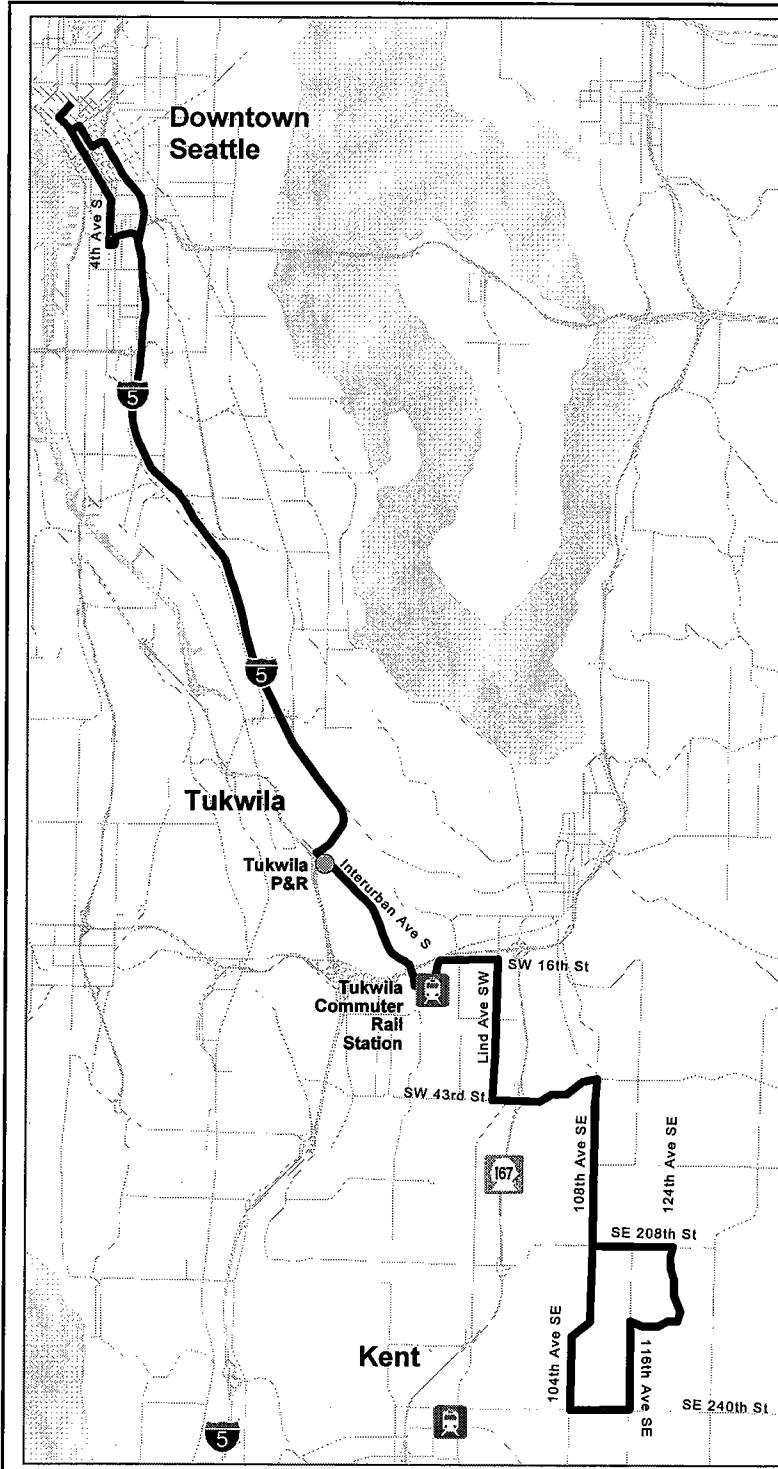 Downtown
Seattle
4th Ave S
5
5
Tukwila
Tukwila
P&R
Interurban Ave S
SW 16th St
Tukwila
Commuter
Rail
Station
Lind Ave SW
SW 43rd St
167
108th Ave SE
124th Ave SE
SE 208th St
104th Ave SE
Kent
116th Ave SE
SE 240th St
5